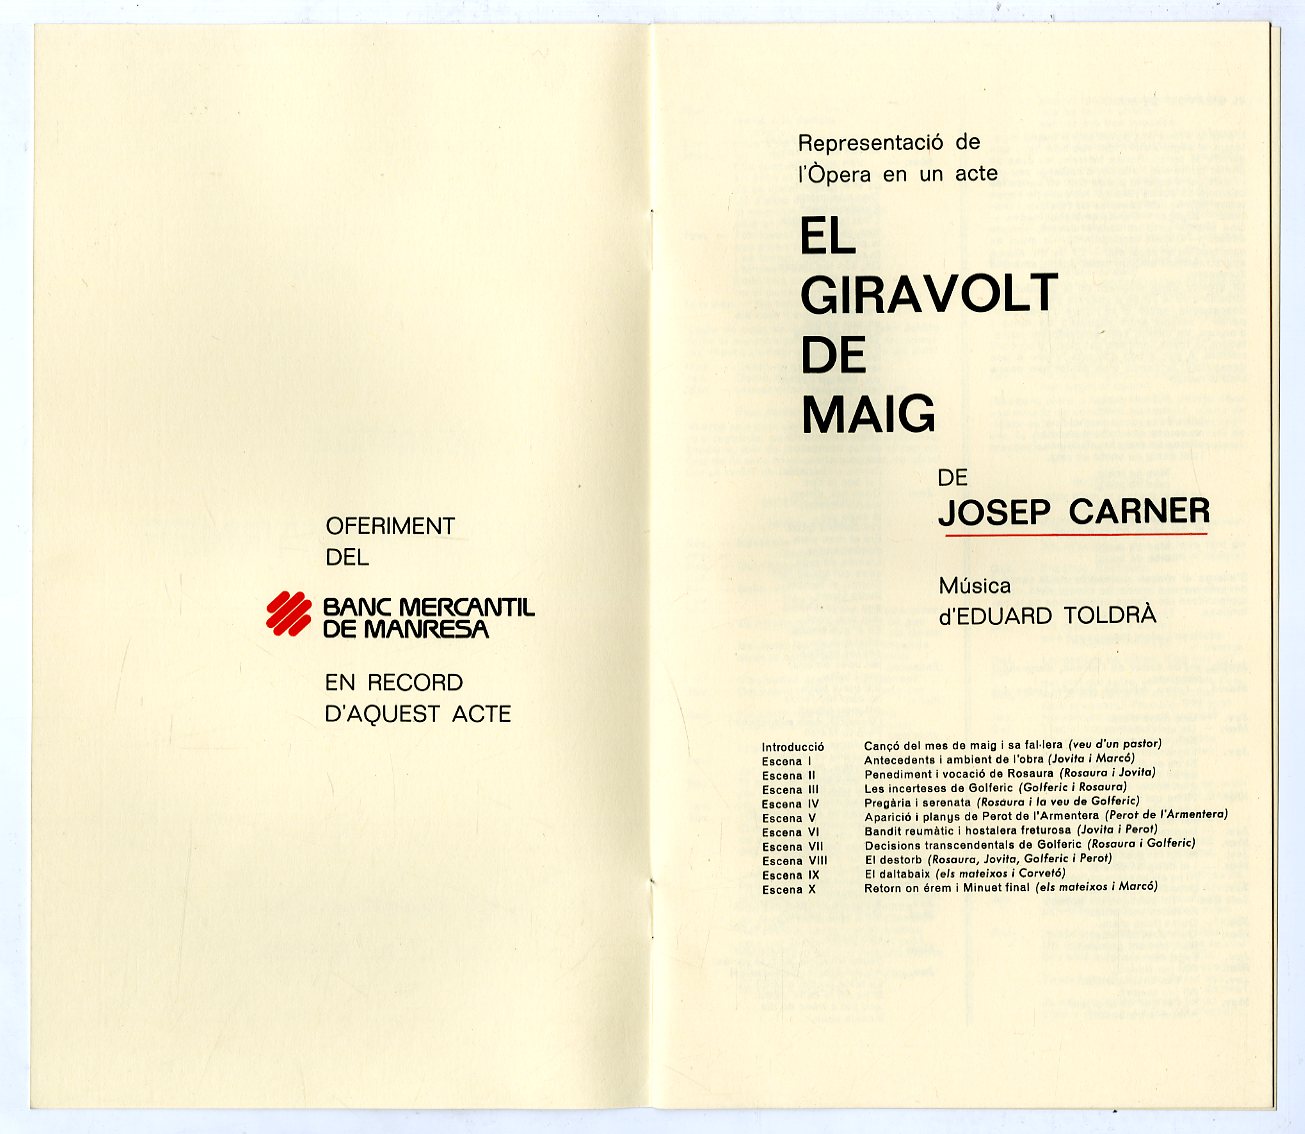 OFERIMENT
DEL
BANC MERCANTIL
DE MANRESA
EN RECORD
D'AQUEST ACTE
Representació de
l'Òpera en un acte
EL
GIRAVOLT
DE
MAIG
DE
JOSEP CARNER
Música
d'EDUARD TOLDRÀ
Introducció Cançó del mes de maig i sa fal·lera (veu d'un pastor)
Escena I Antecedents i ambient de l'obra (Jovita i Marcó)
Escena II Penediment i vocació de Rosaura (Rosaura i Jovita)
Escena III Les incerteses de Golferic (Golferic i Rosaura)
Escena IV Pregària i serenata (Rosaura i la veu de Golferic)
Escena V Aparició i planys de Perot de l'Armentera (Perot de l'Armentera)
Escena VI Bandit reumàtic i hostalera freturosa (Jovita i Perot)
Escena VII Decisions transcendentals de Golferic (Rosaura i Golferic)
Escena VIII El destorb (Rosaura, Jovita, Golferic i Perot)
Escena IX El daltabaix (els mateixos i Corvetó)
Escena X Retorn on érem i Minuet final (els mateixos i Marcó)